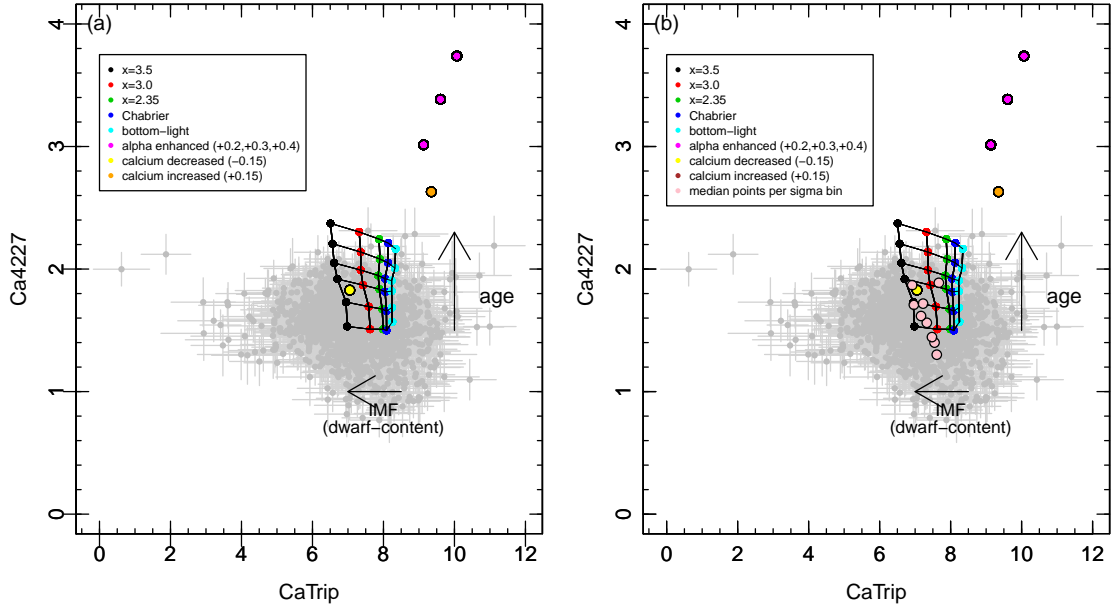 (a)
x=3.5
x=3.0
x=2.35
Chabrier
bottom−light
alpha enhanced (+0.2,+0.3,+0.4)
calcium decreased (−0.15)
calcium increased (+0.15)
age
IMF
(dwarf−content)
0 1 2 3 4
Ca4227
0 2 4 6 8 10 12
CaTrip
(b)
x=3.5
x=3.0
x=2.35
Chabrier
bottom−light
alpha enhanced (+0.2,+0.3,+0.4)
calcium decreased (−0.15)
calcium increased (+0.15)
median points per sigma bin
age
IMF
(dwarf−content)
0 1 2 3 4
Ca4227
0 2 4 6 8 10 12
CaTrip